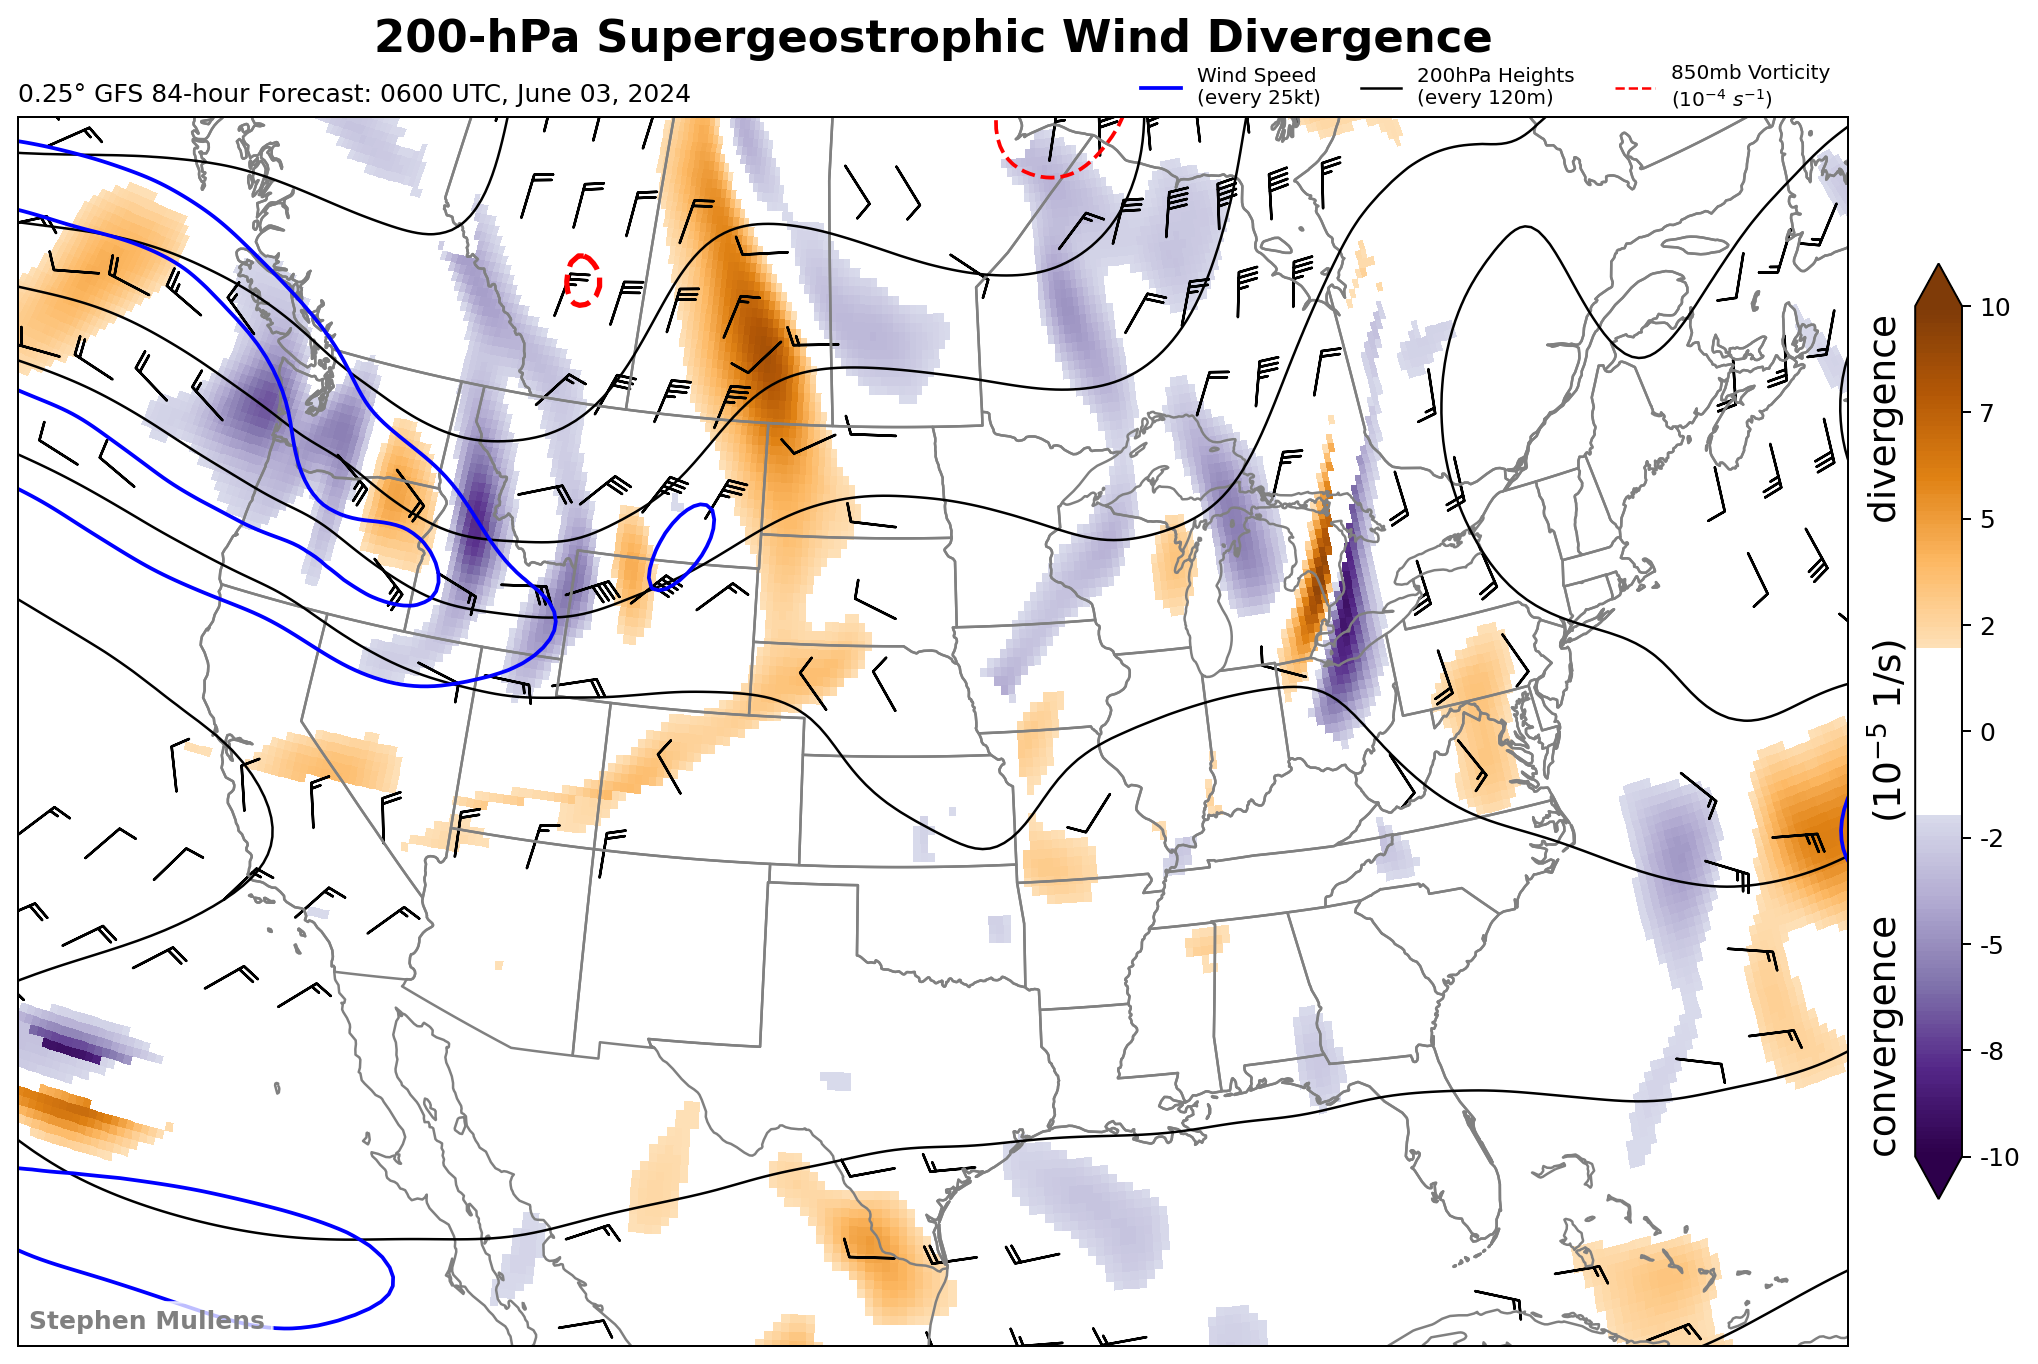 200-hPa Supergeostrophic Wind Divergence
0.25° GFS 84-hour Forecast: 0600 UTC, June 03, 2024
Wind Speed
(every 25kt)
200hPa Heights
(every 120m)
850mb Vorticity
(10⁻⁴ s⁻¹)
10
7
5
2
0
-2
-5
-8
-10
convergence (10⁻⁵ 1/s) divergence
Stephen Mullens